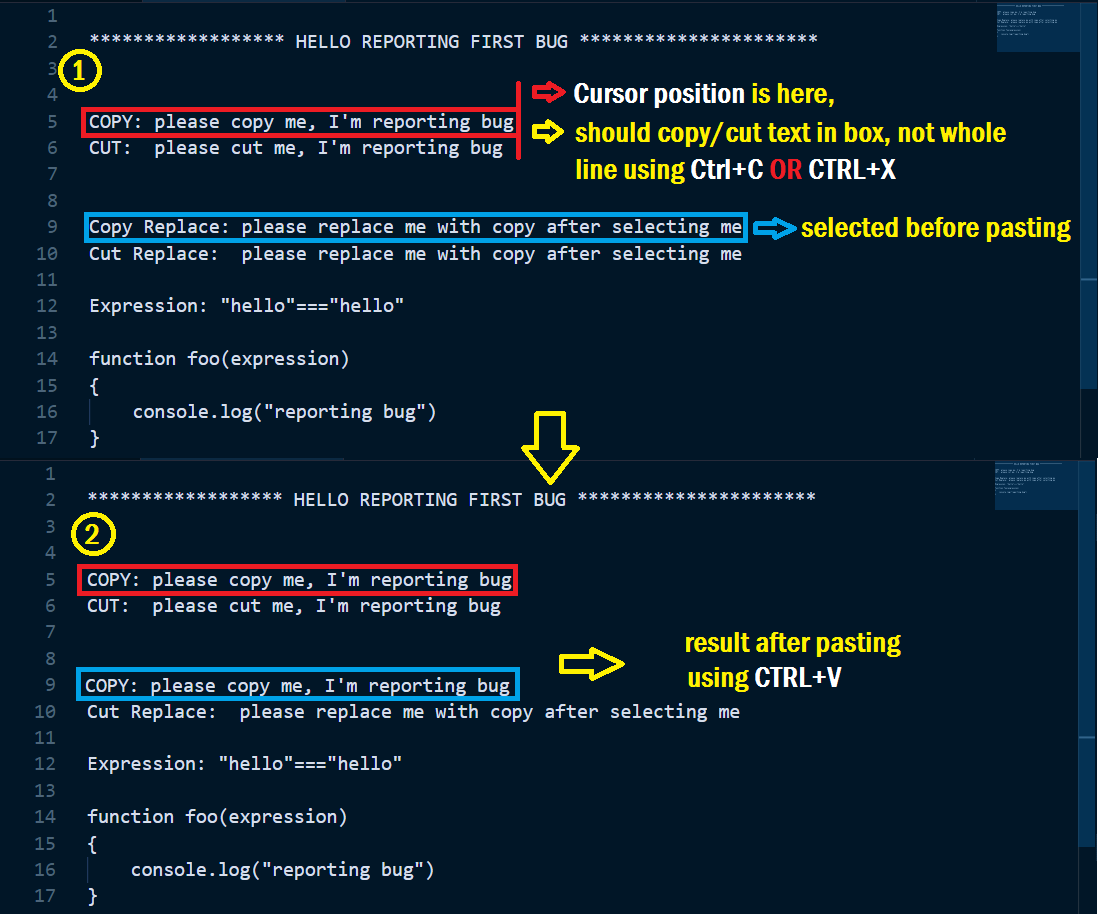 1
2 ****************** HELLO REPORTING FIRST BUG **********************
3
1
4
Cursor position is here,
5 COPY: please copy me, I'm reporting bug
should copy/cut text in box, not whole
6 CUT:  please cut me, I'm reporting bug
line using Ctrl+C OR CTRL+X
7
8
9 Copy Replace: please replace me with copy after selecting me
selected before pasting
10 Cut Replace:  please replace me with copy after selecting me
11
12 Expression: "hello"==="hello"
13
14 function foo(expression)
15 {
16     console.log("reporting bug")
17 }
1
2 ****************** HELLO REPORTING FIRST BUG **********************
3
2
4
5 COPY: please copy me, I'm reporting bug
6 CUT:  please cut me, I'm reporting bug
7
8
result after pasting
using CTRL+V
9 COPY: please copy me, I'm reporting bug
10 Cut Replace:  please replace me with copy after selecting me
11
12 Expression: "hello"==="hello"
13
14 function foo(expression)
15 {
16     console.log("reporting bug")
17 }